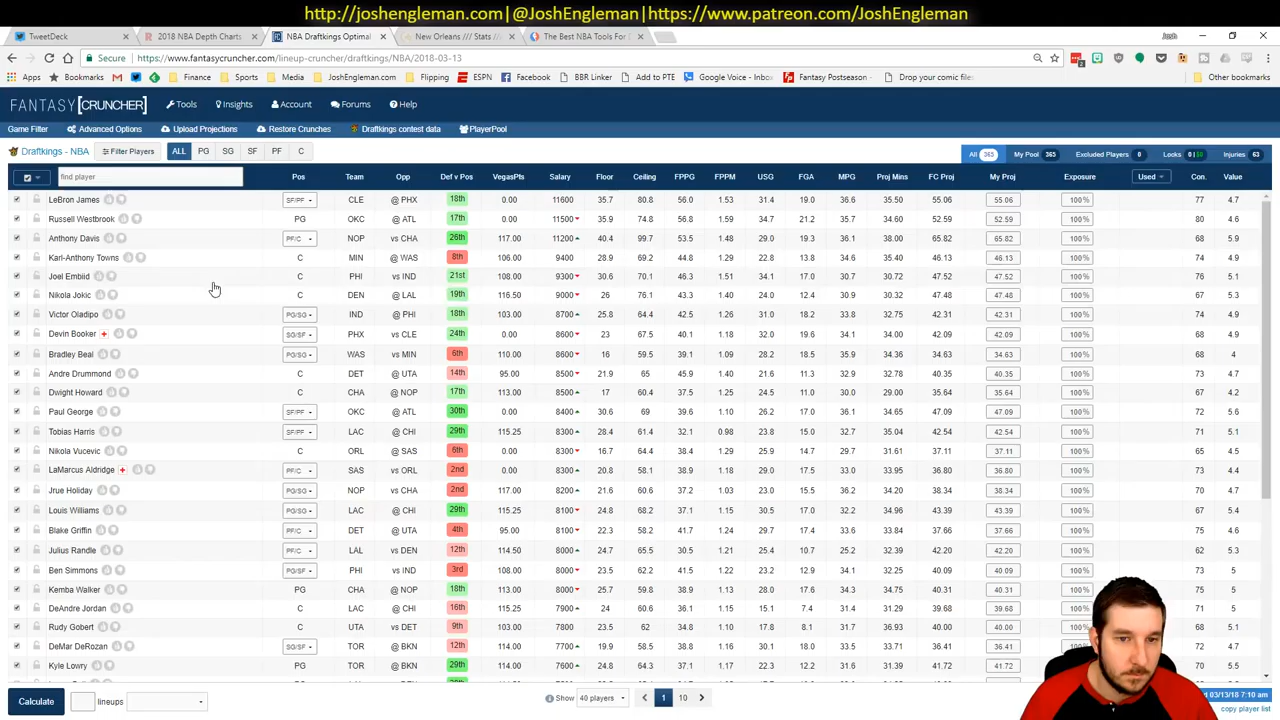 http://joshengleman.com|@JoshEngleman|https://www.patreon.com/JoshEngleman
TweetDeck
2018 NBA Depth Charts
NBA Draftkings Optimal
New Orleans /// Stats //
The Best NBA Tools For D
Josh
Secure
https://www.fantasycruncher.com/lineup-cruncher/draftkings/NBA/2018-03-13
Apps Bookmarks Finance Sports Media JoshEngleman.com Flipping ESPN Facebook BBR Linker Add to PTE Google Voice - Inbox Fantasy Postseason - Drop your comic files Other bookmarks
FANTASY[CRUNCHER] Tools Insights Account Forums Help
Game Filter Advanced Options Upload Projections Restore Crunches Draftkings contest data PlayerPool
Draftkings - NBA Filter Players ALL PG SG SF PF C All 365 My Pool 365 Excluded Players 0 Locks Injuries 63
find player Pos Team Opp Def v Pos VegasPts Salary Floor Ceiling FPPG FPPM USG FGA MPG Proj Mins FC Proj My Proj Exposure Used Con. Value
LeBron James SF/PF CLE @ PHX 18th 0.00 11600 35.7 80.8 56.0 1.53 31.4 19.0 36.6 35.50 55.06 55.06 100% 77 4.7
Russell Westbrook PG OKC @ ATL 17th 0.00 11500 35.9 74.8 56.8 1.59 34.7 21.2 35.7 34.60 52.59 52.59 100% 80 4.6
Anthony Davis PF/C NOP vs CHA 26th 117.00 11200 40.4 99.7 53.5 1.48 29.0 19.3 36.1 38.00 65.82 65.82 100% 68 5.9
Karl-Anthony Towns C MIN @ WAS 8th 106.00 9400 28.9 69.2 44.8 1.29 22.8 13.8 34.6 35.40 46.13 46.13 100% 74 4.9
Joel Embiid C PHI vs IND 21st 108.00 9300 30.6 70.1 46.3 1.51 34.1 17.0 30.7 30.72 47.52 47.52 100% 76 5.1
Nikola Jokic C DEN @ LAL 19th 116.50 9000 26 76.1 43.3 1.40 24.0 12.4 30.9 30.32 47.48 47.48 100% 67 5.3
Victor Oladipo PG/SG IND @ PHI 18th 103.00 8700 25.8 64.4 42.5 1.26 31.0 18.2 33.8 32.75 42.31 42.31 100% 74 4.9
Devin Booker SG/SF PHX vs CLE 24th 0.00 8600 23 67.5 40.1 1.18 32.0 19.6 34.1 34.00 42.09 42.09 100% 68 4.9
Bradley Beal PG/SG WAS vs MIN 6th 110.00 8600 16 59.5 39.1 1.09 28.2 18.5 35.9 34.36 34.63 34.63 100% 68 4
Andre Drummond C DET @ UTA 14th 95.00 8500 21.9 65 45.9 1.40 21.6 11.3 32.9 32.78 40.35 40.35 100% 73 4.7
Dwight Howard C CHA @ NOP 17th 113.00 8500 17 60.4 37.5 1.25 24.5 11.0 30.0 29.00 35.64 35.64 100% 67 4.2
Paul George SF/PF OKC @ ATL 30th 0.00 8400 30.6 69 39.6 1.10 26.2 17.0 36.1 34.65 47.09 47.09 100% 72 5.6
Tobias Harris SF/PF LAC @ CHI 29th 115.25 8300 28.4 61.4 32.1 0.98 23.8 15.1 32.8 33.08 42.54 42.54 100% 71 5.1
Nikola Vucevic C ORL @ SAS 6th 0.00 8300 16.7 64.4 38.4 1.29 25.9 14.7 29.7 31.61 37.11 37.11 100% 65 4.5
LaMarcus Aldridge PF/C SAS vs ORL 2nd 0.00 8300 20.8 58.1 38.9 1.18 29.0 17.0 33.0 33.95 36.80 36.80 100% 73 4.4
Jrue Holiday PG/SG NOP vs CHA 2nd 117.00 8200 21.6 60.6 37.2 1.03 23.0 15.5 36.2 34.20 38.34 38.34 100% 70 4.7
Louis Williams PG/SG LAC @ CHI 29th 115.25 8100 24.8 68.2 37.1 1.15 30.5 17.0 32.2 34.96 43.39 43.39 100% 67 5.4
Blake Griffin PF/C DET @ UTA 4th 95.00 8100 22.3 58.2 41.7 1.24 29.7 17.0 33.6 33.84 37.66 37.66 100% 75 4.6
Julius Randle PF/C LAL vs DEN 12th 114.50 8000 24.7 65.5 30.5 1.21 25.6 10.7 25.2 32.39 42.20 42.20 100% 62 5.3
Ben Simmons PG/SF PHI vs IND 3rd 108.00 8000 23.5 62.2 41.5 1.22 23.3 12.9 34.1 32.25 40.09 40.09 100% 73 5
Kemba Walker PG CHA @ NOP 18th 113.00 8000 25.7 59.8 38.9 1.13 28.0 17.6 34.3 34.75 40.31 40.31 100% 75 5
DeAndre Jordan C LAC @ CHI 16th 115.25 7900 24 60.6 36.1 1.15 15.1 7.4 31.4 31.29 39.68 39.68 100% 71 5
Rudy Gobert C UTA vs DET 9th 103.00 7800 23.5 62 34.8 1.09 17.8 8.1 31.7 36.93 40.00 40.00 100% 68 5.1
DeMar DeRozan SG/SF TOR @ BKN 12th 114.00 7700 19.9 58.5 38.3 1.12 30.1 18.0 33.5 33.71 36.41 36.41 100% 72 4.7
Kyle Lowry PG TOR @ BKN 29th 114.00 7600 24.8 64.3 37.1 1.17 22.3 12.2 31.6 33.39 41.72 41.72 100% 70 5.5
Calculate lineups Show 40 players 1 10 03/13/18 7:10 am
copy player list